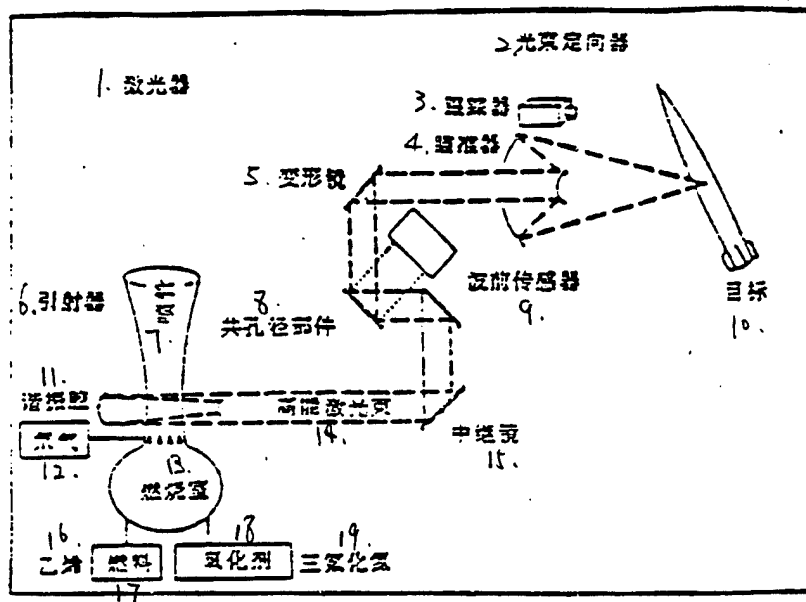 2光束定向器
1. 激光器
3. 跟踪器
4. 瞄准器
5. 变形镜
6. 引射器
7. 喷管
8. 共孔径部件
波前传感器
9.
目标
10.
11.
谐振腔
高能激光束
14.
中继镜
15.
氘气
12.
13.
燃烧室
16.
乙烯
燃料
17
18
氧化剂
19.
三氟化氮